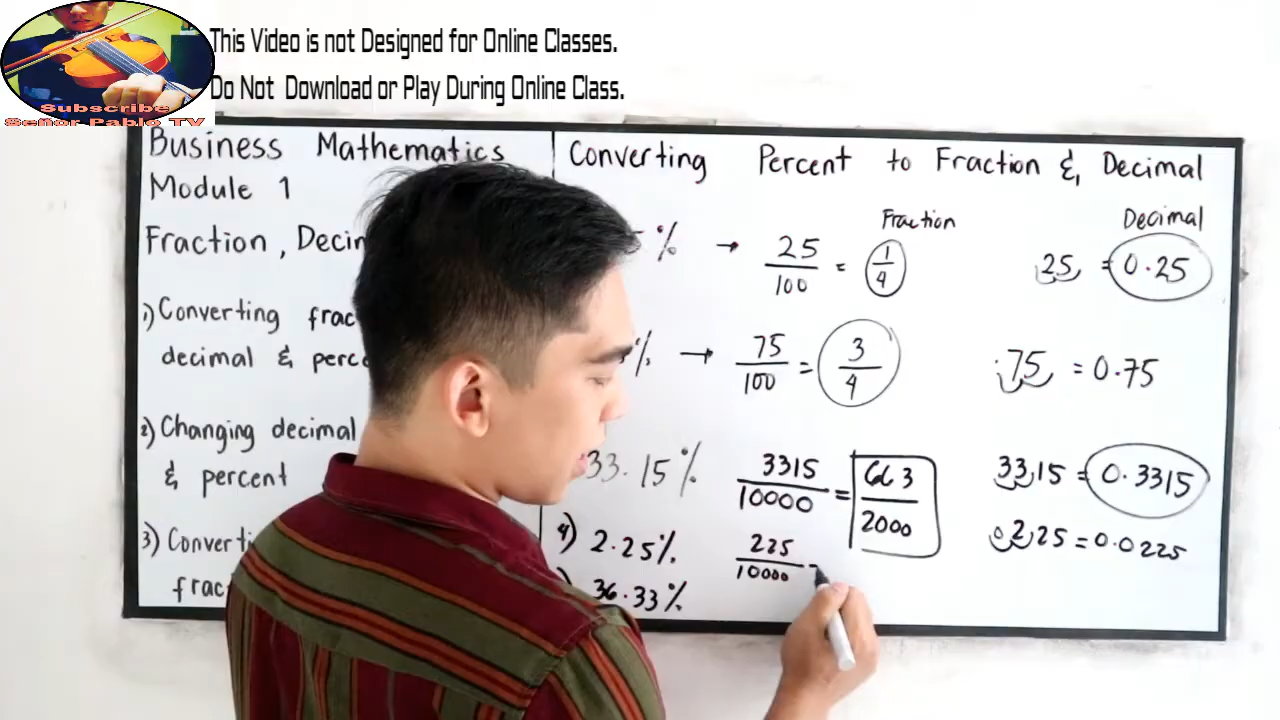 This Video is not Designed for Online Classes.
Do Not Download or Play During Online Class.
Subscribe
Señor Pablo TV
Business Mathematics
Module 1
Fraction, Decim
1) Converting frac
decimal & perc
2) Changing decimal
& percent
3) Converti
frac
Converting Percent to Fraction & Decimal
Fraction
Decimal
% → 25/100 = 1/4
25 = 0.25
% → 75/100 = 3/4
.75 = 0.75
33.15% 3315/10000 = 663/2000
33.15 = 0.3315
4) 2.25% 225/10000 =
02.25 = 0.0225
) 36.33%